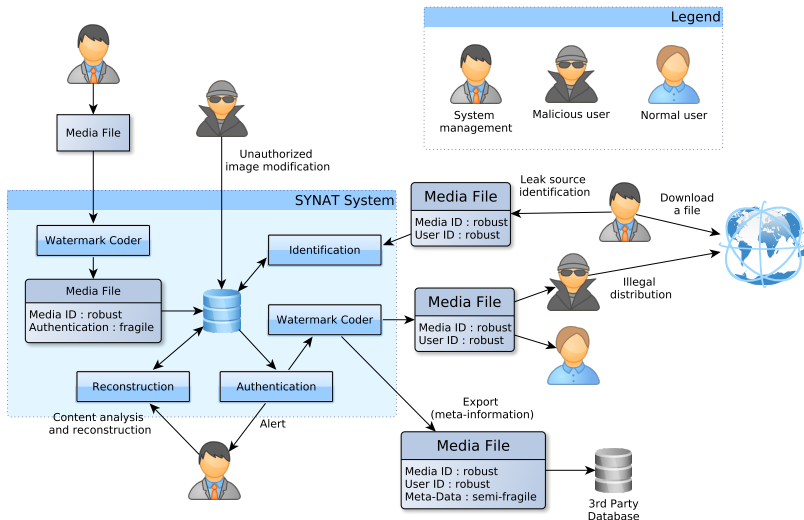 Legend
System
management
Malicious user
Normal user
Media File
Unauthorized
image modification
SYNAT System
Watermark Coder
Media File
Media ID : robust
Authentication : fragile
Identification
Watermark Coder
Reconstruction
Authentication
Content analysis
and reconstruction
Alert
Media File
Media ID : robust
User ID : robust
Leak source
identification
Download
a file
Media File
Media ID : robust
User ID : robust
Illegal
distribution
Export
(meta-information)
Media File
Media ID : robust
User ID : robust
Meta-Data : semi-fragile
3rd Party
Database